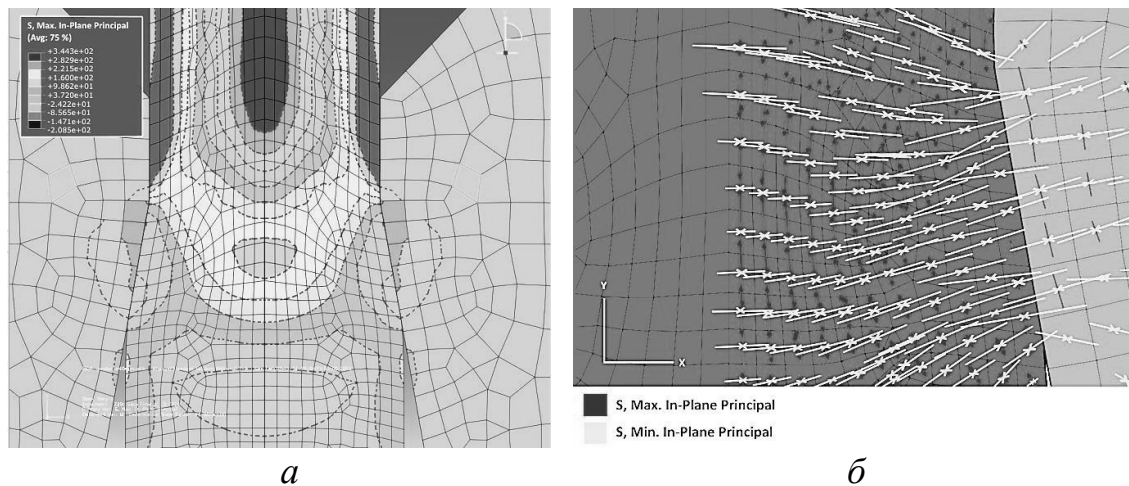 S, Max. In-Plane Principal
(Avg: 75 %)
+3.443e+02
+2.829e+02
+2.215e+02
+1.600e+02
+9.862e+01
+3.720e+01
-2.422e+01
-8.565e+01
-1.471e+02
-2.085e+02
Y
X
S, Max. In-Plane Principal
S, Min. In-Plane Principal
а
б